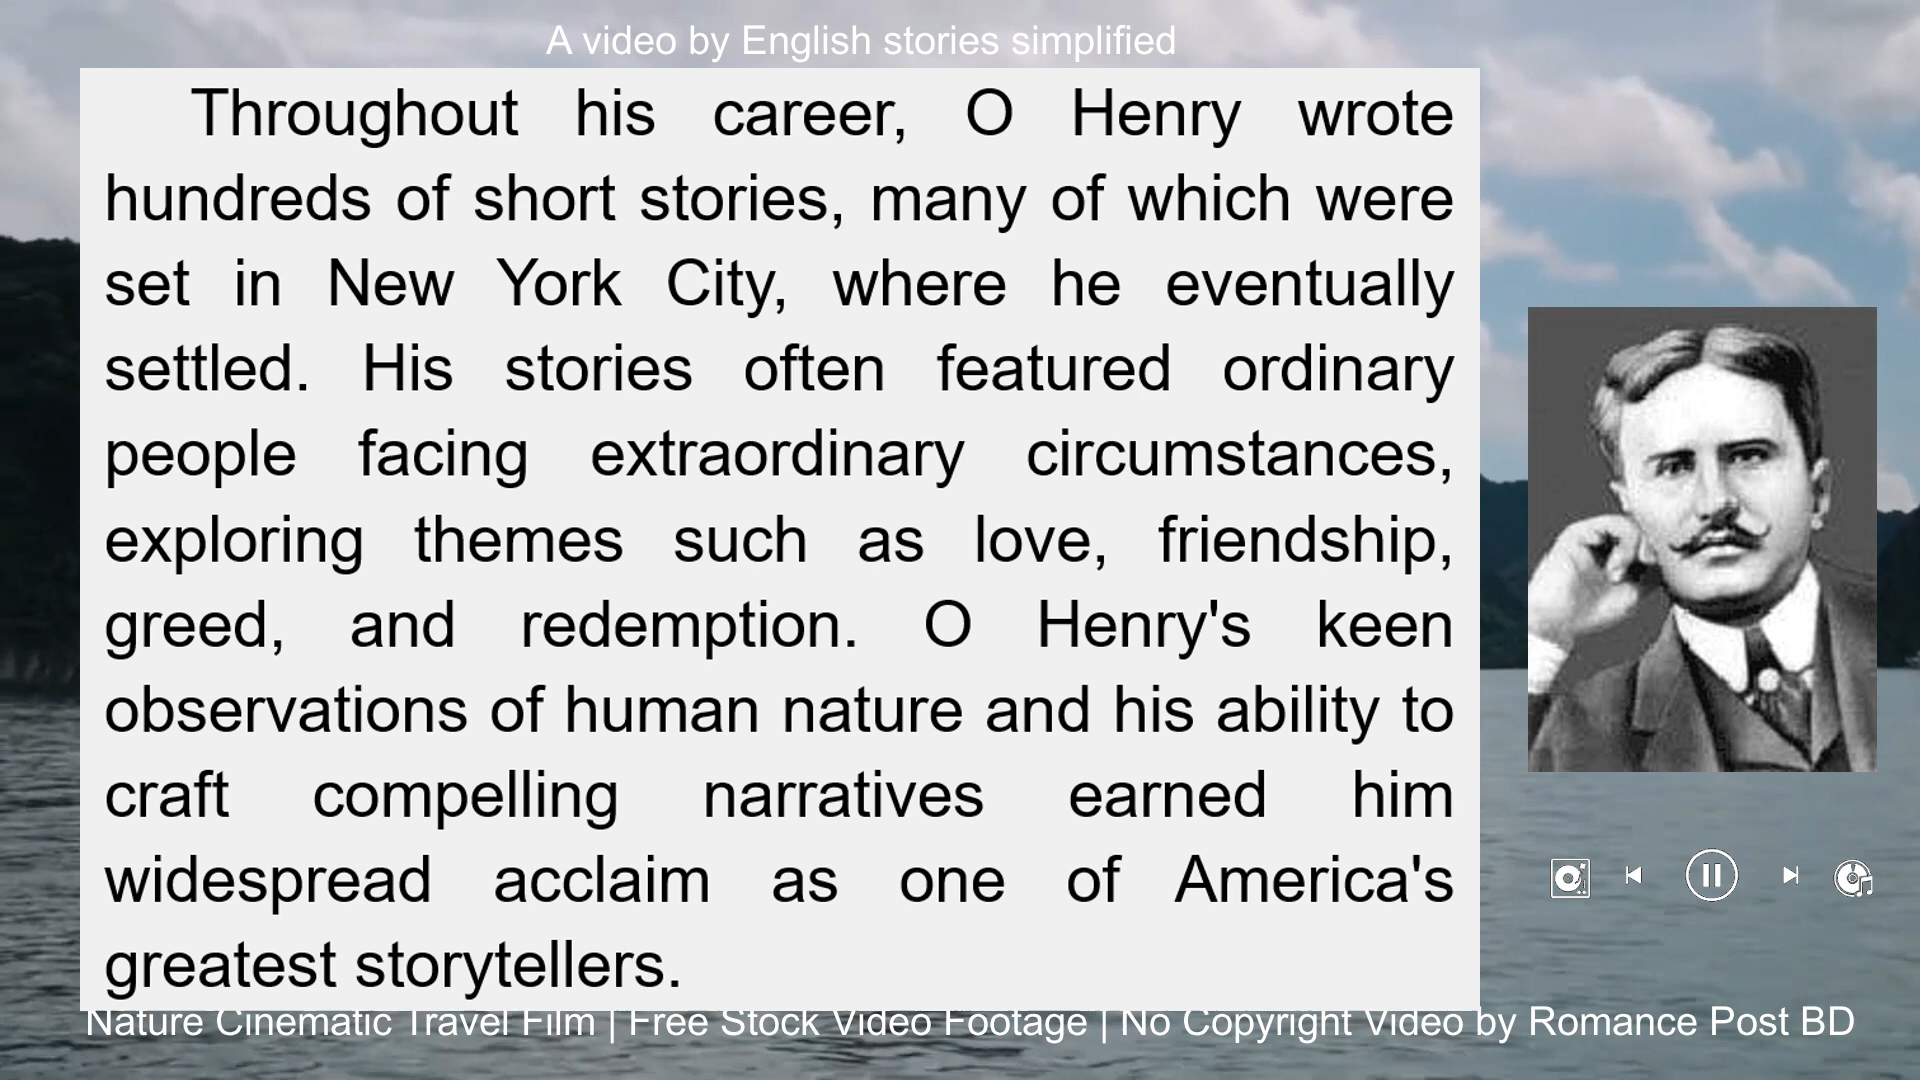 A video by English stories simplified
Throughout his career, O Henry wrote
hundreds of short stories, many of which were
set in New York City, where he eventually
settled. His stories often featured ordinary
people facing extraordinary circumstances,
exploring themes such as love, friendship,
greed, and redemption. O Henry's keen
observations of human nature and his ability to
craft compelling narratives earned him
widespread acclaim as one of America's
greatest storytellers.
Nature Cinematic Travel Film | Free Stock Video Footage | No Copyright Video by Romance Post BD